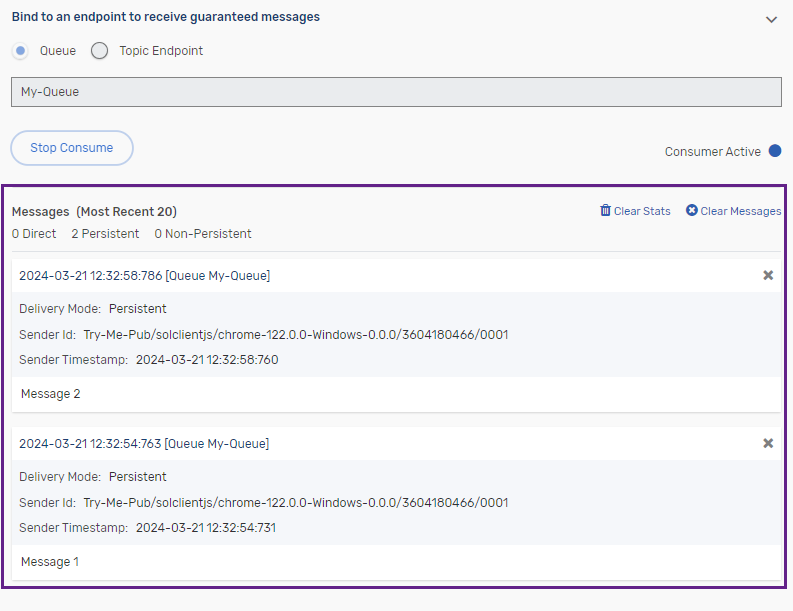 Bind to an endpoint to receive guaranteed messages
Queue Topic Endpoint
My-Queue
Stop Consume
Consumer Active
Messages (Most Recent 20)
Clear Stats Clear Messages
0 Direct 2 Persistent 0 Non-Persistent
2024-03-21 12:32:58:786 [Queue My-Queue]
Delivery Mode: Persistent
Sender Id: Try-Me-Pub/solclientjs/chrome-122.0.0-Windows-0.0.0/3604180466/0001
Sender Timestamp: 2024-03-21 12:32:58:760
Message 2
2024-03-21 12:32:54:763 [Queue My-Queue]
Delivery Mode: Persistent
Sender Id: Try-Me-Pub/solclientjs/chrome-122.0.0-Windows-0.0.0/3604180466/0001
Sender Timestamp: 2024-03-21 12:32:54:731
Message 1